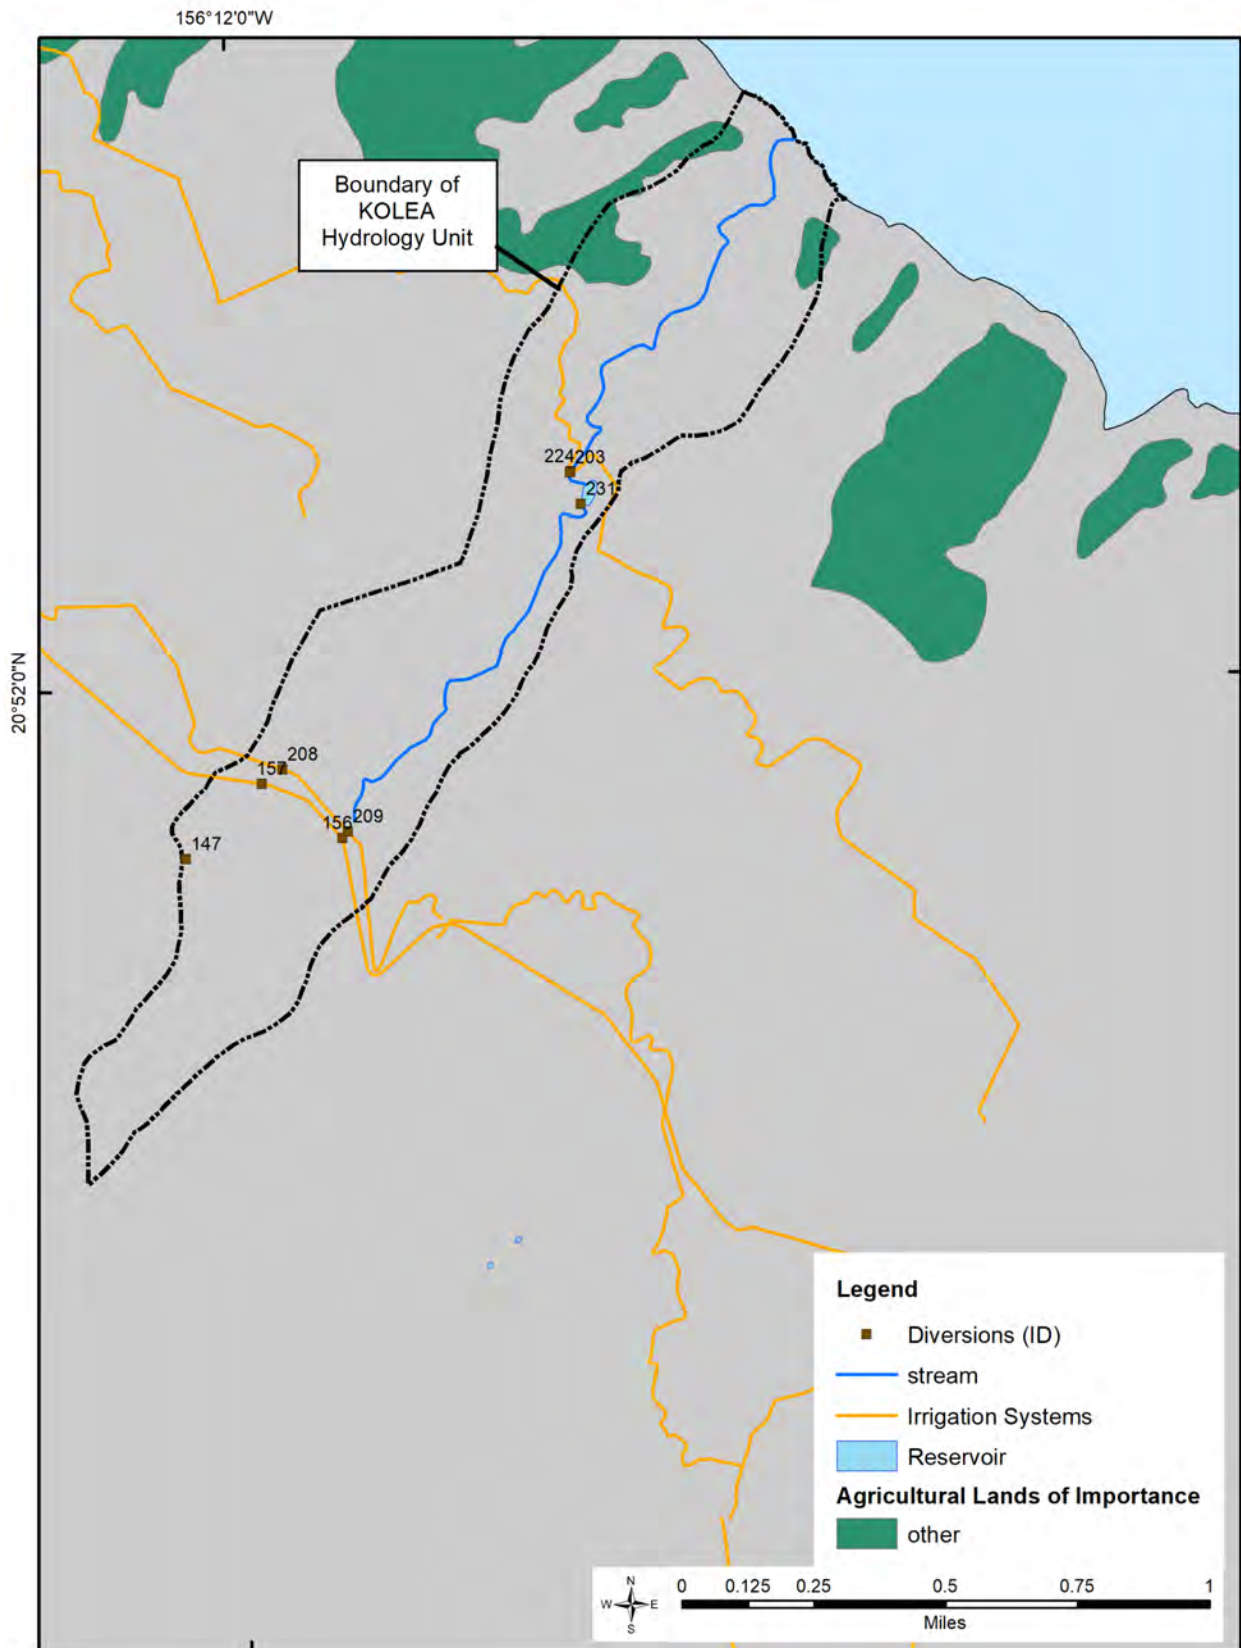 156°12'0"W
Boundary of
KOLEA
Hydrology Unit
224203
231
20°52'0"N
208
157
209
156
147
Legend
Diversions (ID)
stream
Irrigation Systems
Reservoir
Agricultural Lands of Importance
other
N
W E
S
0 0.125 0.25 0.5 0.75 1
Miles